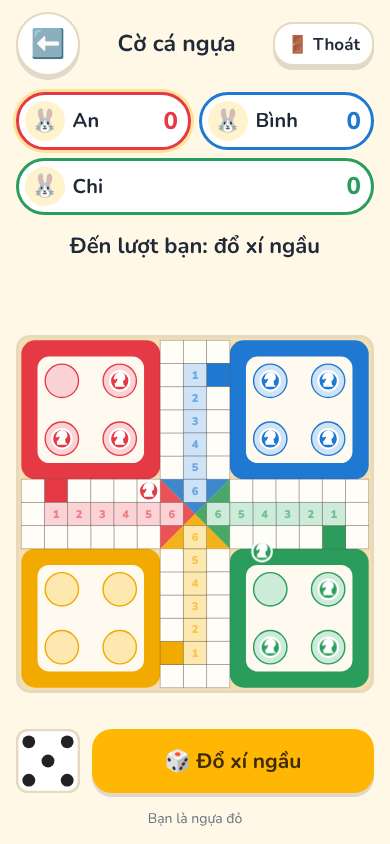 Cờ cá ngựa
Thoát
An 0
Bình 0
Chi 0
Đến lượt bạn: đổ xí ngầu
1
2
3
4
5
6
1 2 3 4 5 6
6 5 4 3 2 1
6
5
4
3
2
1
Đổ xí ngầu
Bạn là ngựa đỏ